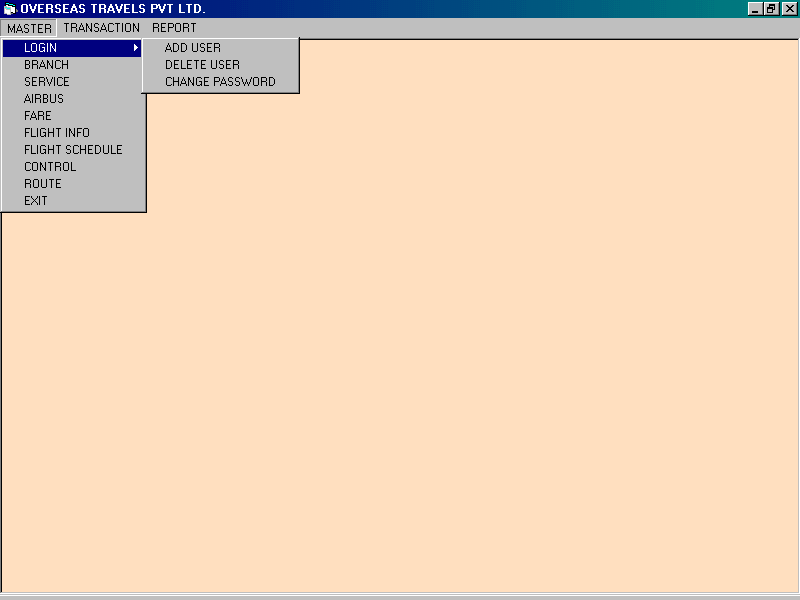 OVERSEAS TRAVELS PVT LTD.
MASTER TRANSACTION REPORT
LOGIN
BRANCH
SERVICE
AIRBUS
FARE
FLIGHT INFO
FLIGHT SCHEDULE
CONTROL
ROUTE
EXIT
ADD USER
DELETE USER
CHANGE PASSWORD